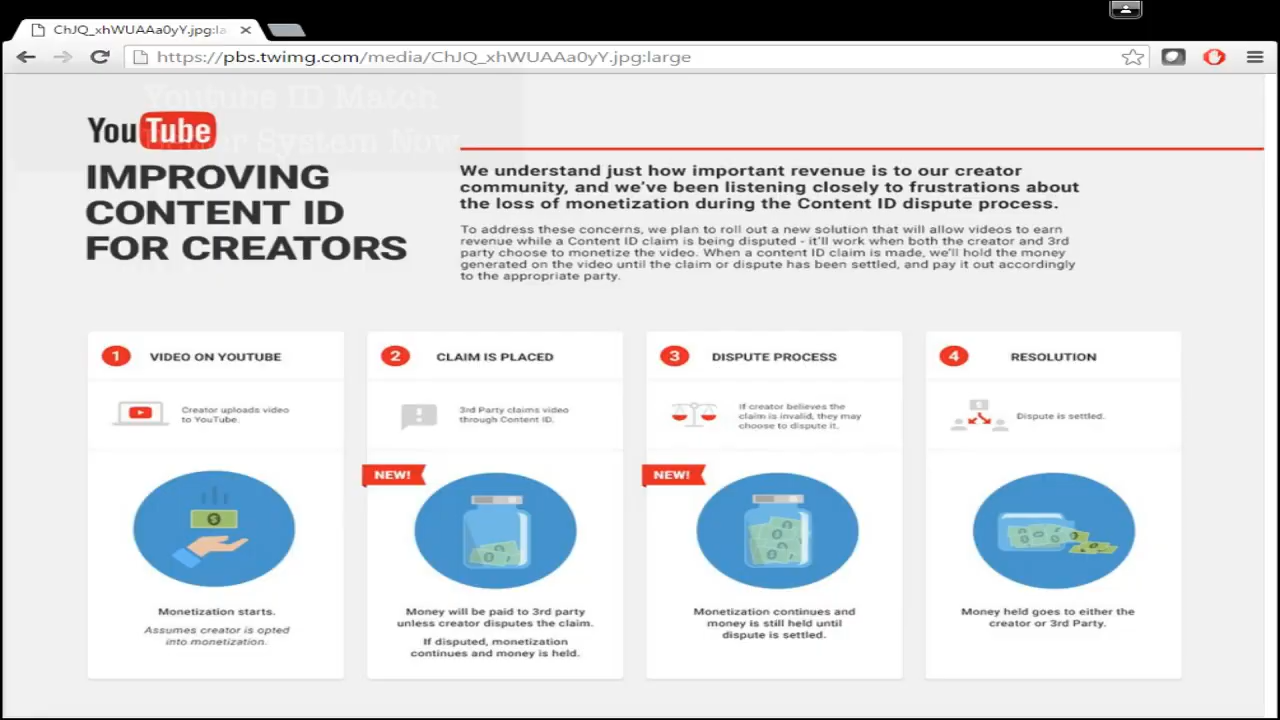 ChJQ_xhWUAAa0yY.jpg:la
https://pbs.twimg.com/media/ChJQ_xhWUAAa0yY.jpg:large
Youtube ID Match
System Now
YouTube
IMPROVING
CONTENT ID
FOR CREATORS
We understand just how important revenue is to our creator
community, and we've been listening closely to frustrations about
the loss of monetization during the Content ID dispute process.
To address these concerns, we plan to roll out a new solution that will allow videos to earn
revenue while a Content ID claim is being disputed - it'll work when both the creator and 3rd
party choose to monetize the video. When a content ID claim is made, we'll hold the money
generated on the video until the claim or dispute has been settled, and pay it out accordingly
to the appropriate party.
1 VIDEO ON YOUTUBE
Creator uploads video
to YouTube.
Monetization starts.
Assumes creator is opted
into monetization.
2 CLAIM IS PLACED
3rd Party claims video
through Content ID.
NEW!
Money will be paid to 3rd party
unless creator disputes the claim.
If disputed, monetization
continues and money is held.
3 DISPUTE PROCESS
If creator believes the
claim is invalid, they may
choose to dispute it.
NEW!
Monetization continues and
money is still held until
dispute is settled.
4 RESOLUTION
Dispute is settled.
Money held goes to either the
creator or 3rd Party.